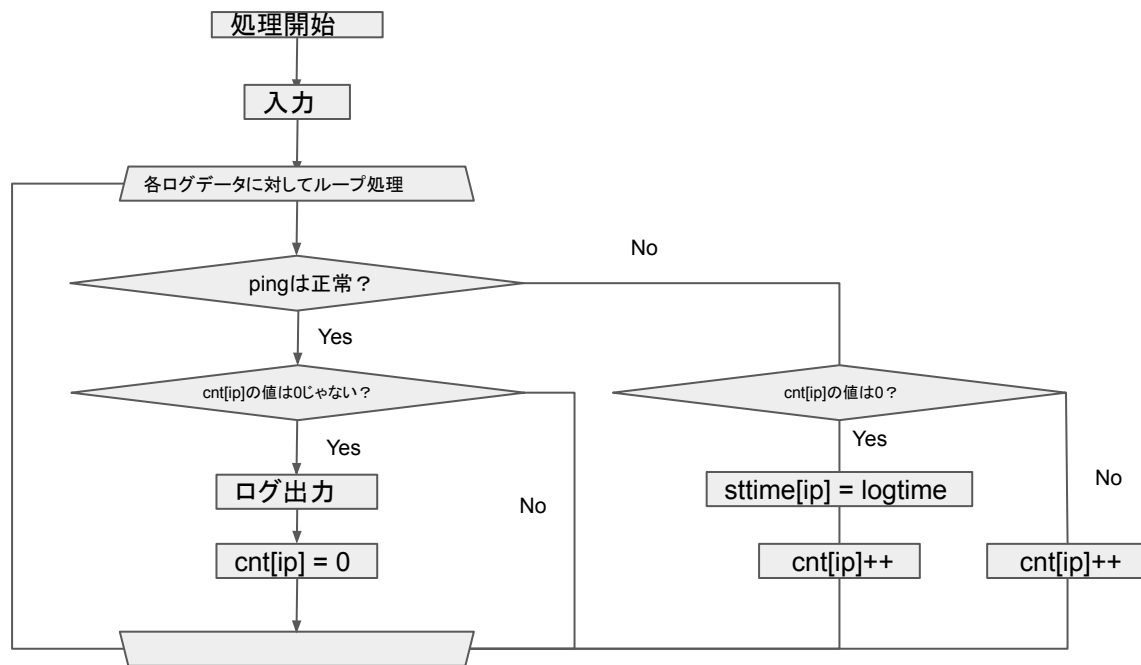 処理開始
入力
各ログデータに対してループ処理
No
pingは正常？
Yes
cnt[ip]の値は0じゃない？
cnt[ip]の値は0？
Yes
Yes
ログ出力
sttime[ip] = logtime
No
No
cnt[ip] = 0
cnt[ip]++
cnt[ip]++